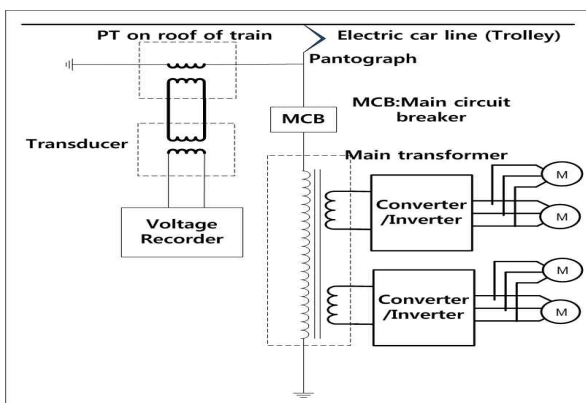 PT on roof of train
Electric car line (Trolley)
Pantograph
MCB
MCB:Main circuit
breaker
Transducer
Main transformer
Voltage
Recorder
Converter
/Inverter
M
M
Converter
/Inverter
M
M